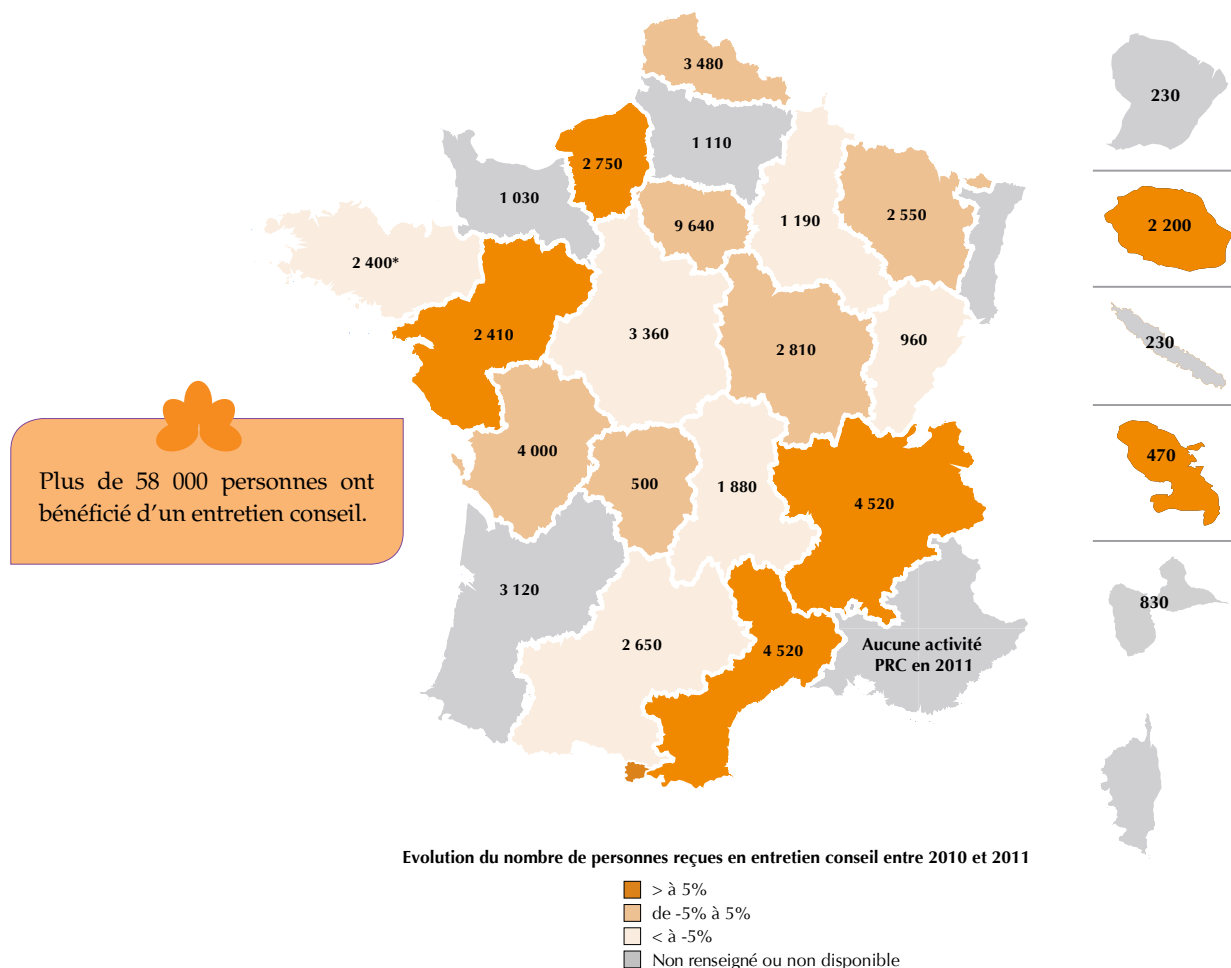 3 480
230
1 110
2 750
1 030
2 550
9 640
1 190
2 200
2 400*
2 410
3 360
2 810
960
230
4 000
500
1 880
4 520
470
Plus de 58 000 personnes ont
bénéficié d'un entretien conseil.
3 120
830
2 650
4 520
Aucune activité
PRC en 2011
Evolution du nombre de personnes reçues en entretien conseil entre 2010 et 2011
> à 5%
de -5% à 5%
< à -5%
Non renseigné ou non disponible